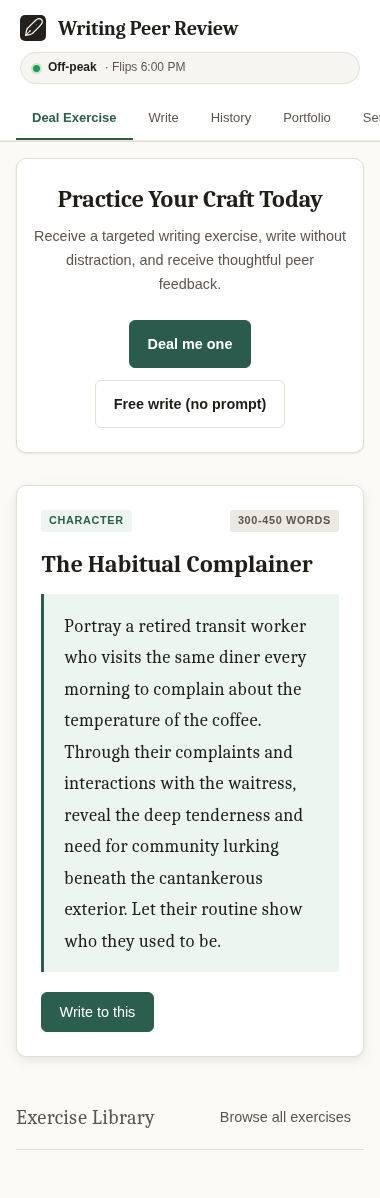 Writing Peer Review
Off-peak · Flips 6:00 PM
Deal Exercise Write History Portfolio
Practice Your Craft Today
Receive a targeted writing exercise, write without
distraction, and receive thoughtful peer
feedback.
Deal me one
Free write (no prompt)
CHARACTER 300-450 WORDS
The Habitual Complainer
Portray a retired transit worker
who visits the same diner every
morning to complain about the
temperature of the coffee.
Through their complaints and
interactions with the waitress,
reveal the deep tenderness and
need for community lurking
beneath the cantankerous
exterior. Let their routine show
who they used to be.
Write to this
Exercise Library Browse all exercises